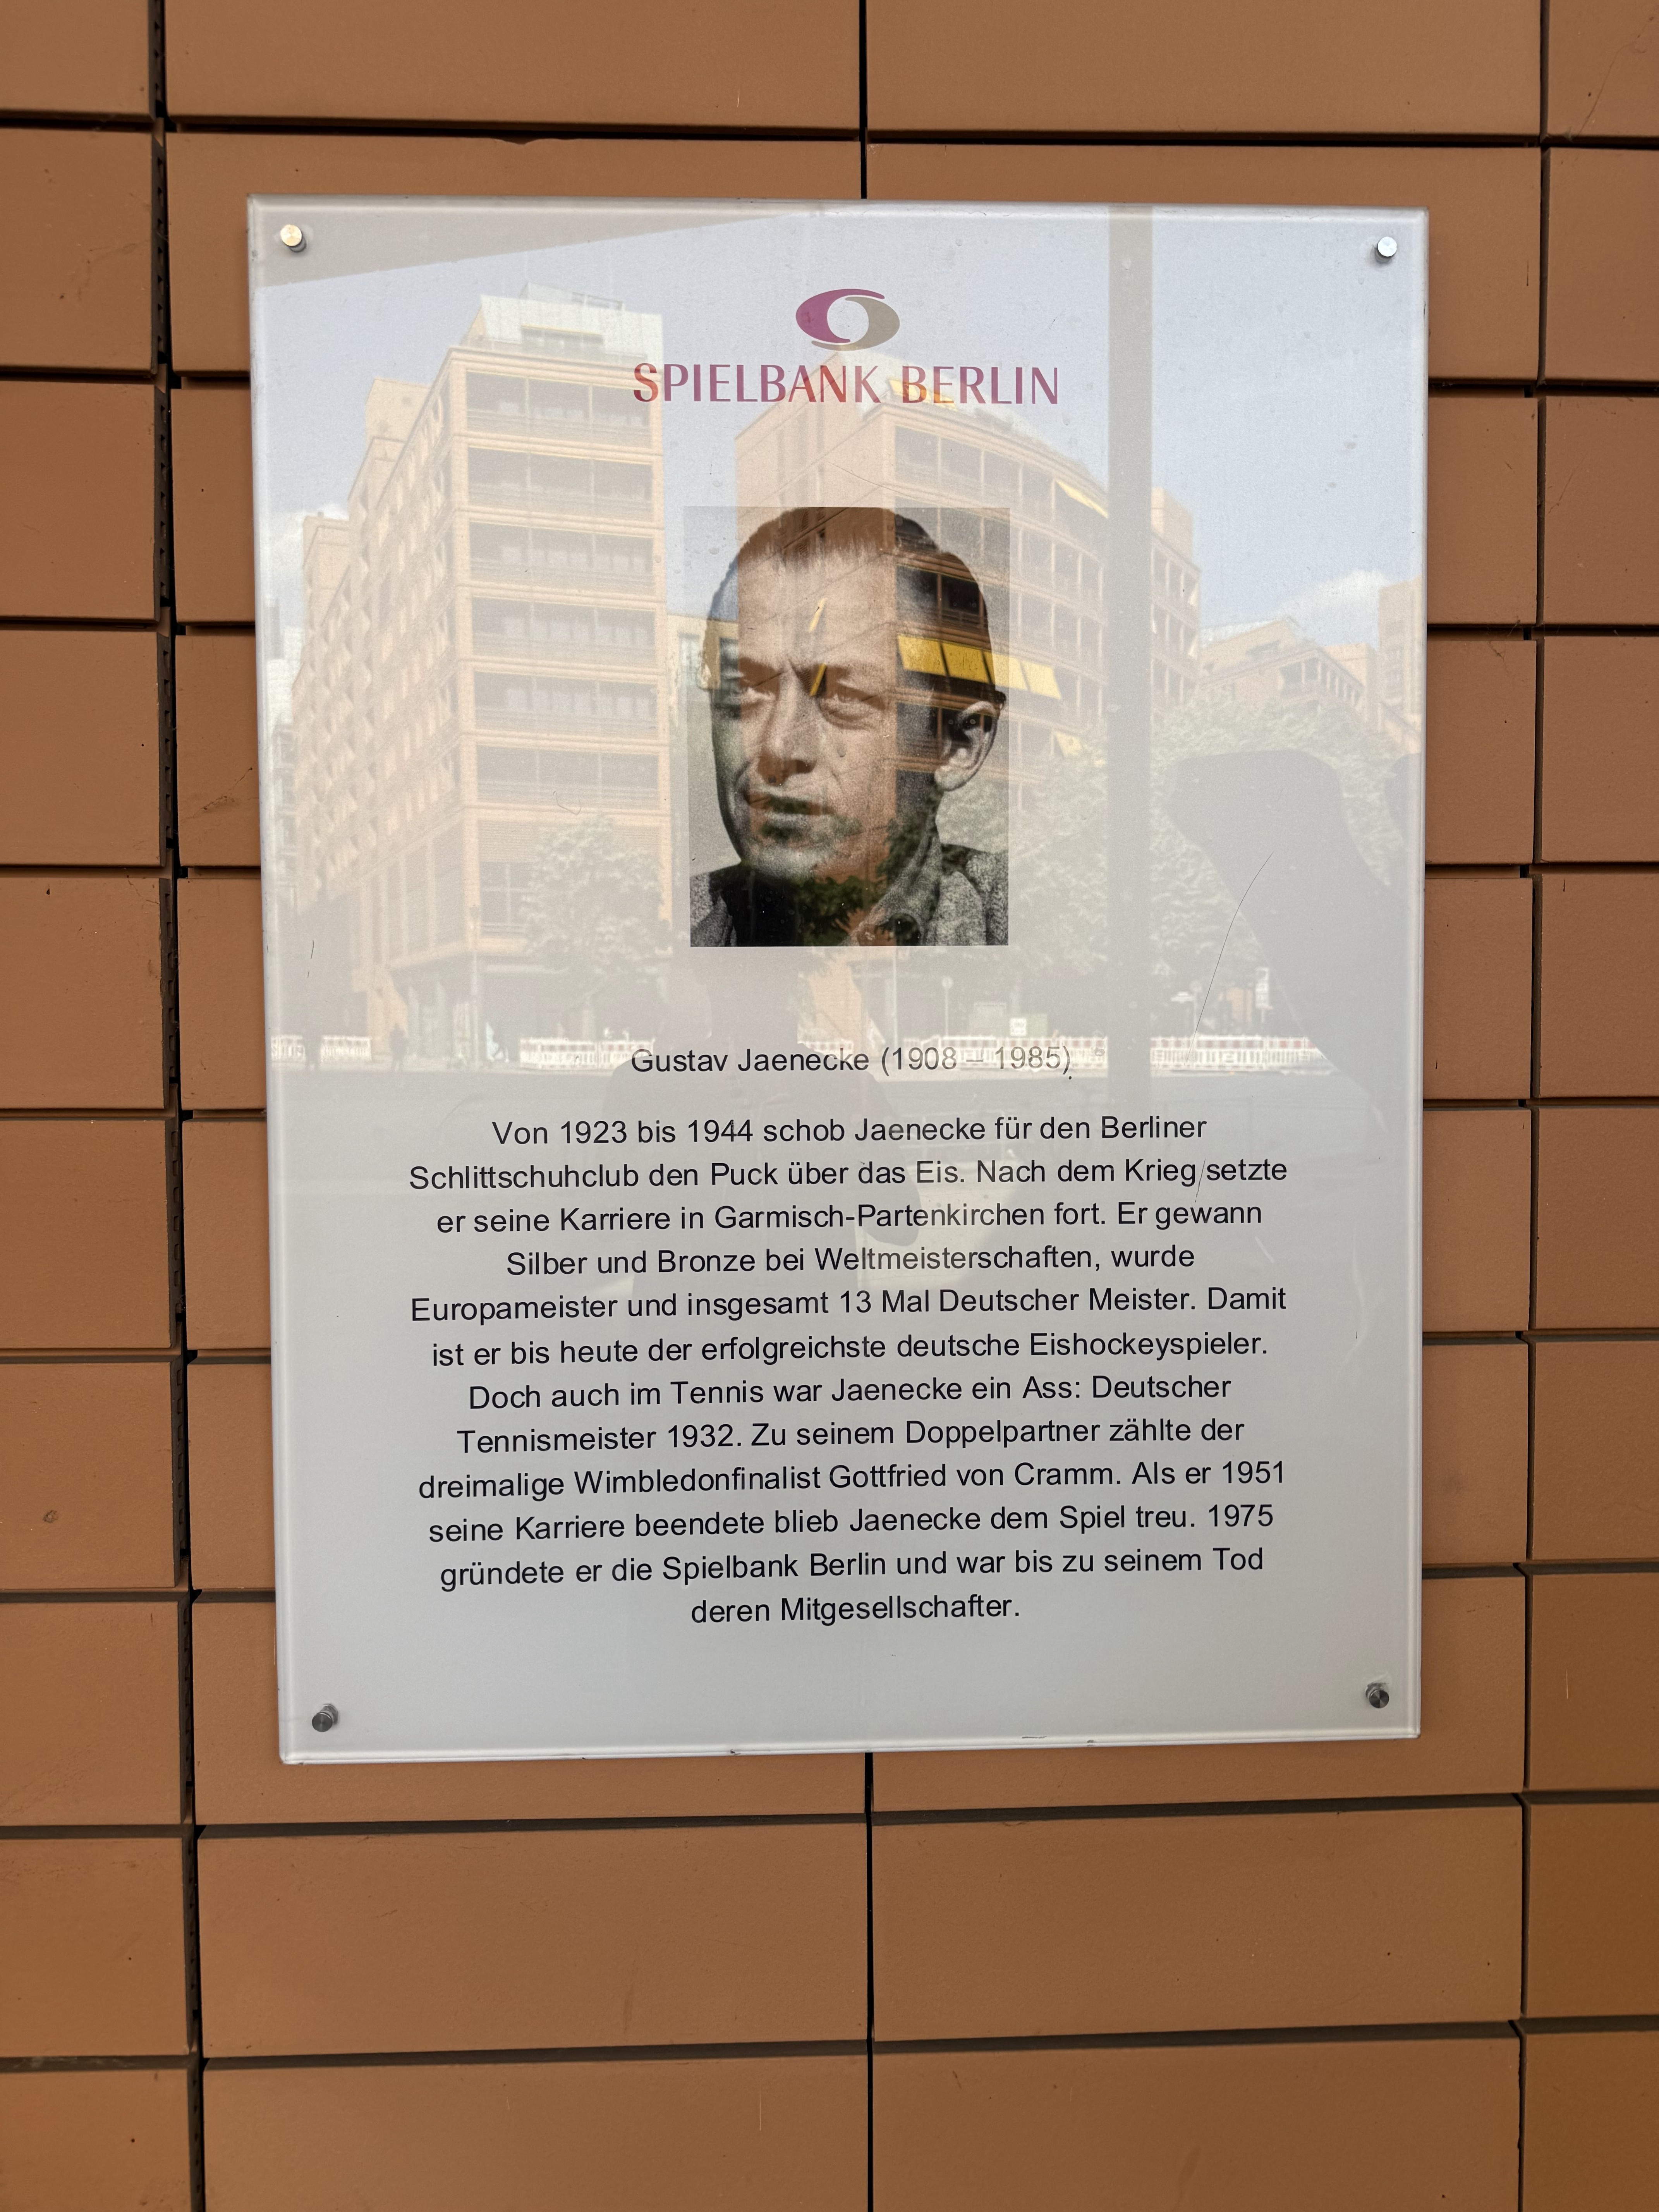 SPIELBANK BERLIN
Gustav Jaenecke (1908 – 1985)
Von 1923 bis 1944 schob Jaenecke für den Berliner
Schlittschuhclub den Puck über das Eis. Nach dem Krieg setzte
er seine Karriere in Garmisch-Partenkirchen fort. Er gewann
Silber und Bronze bei Weltmeisterschaften, wurde
Europameister und insgesamt 13 Mal Deutscher Meister. Damit
ist er bis heute der erfolgreichste deutsche Eishockeyspieler.
Doch auch im Tennis war Jaenecke ein Ass: Deutscher
Tennismeister 1932. Zu seinem Doppelpartner zählte der
dreimalige Wimbledonfinalist Gottfried von Cramm. Als er 1951
seine Karriere beendete blieb Jaenecke dem Spiel treu. 1975
gründete er die Spielbank Berlin und war bis zu seinem Tod
deren Mitgesellschafter.